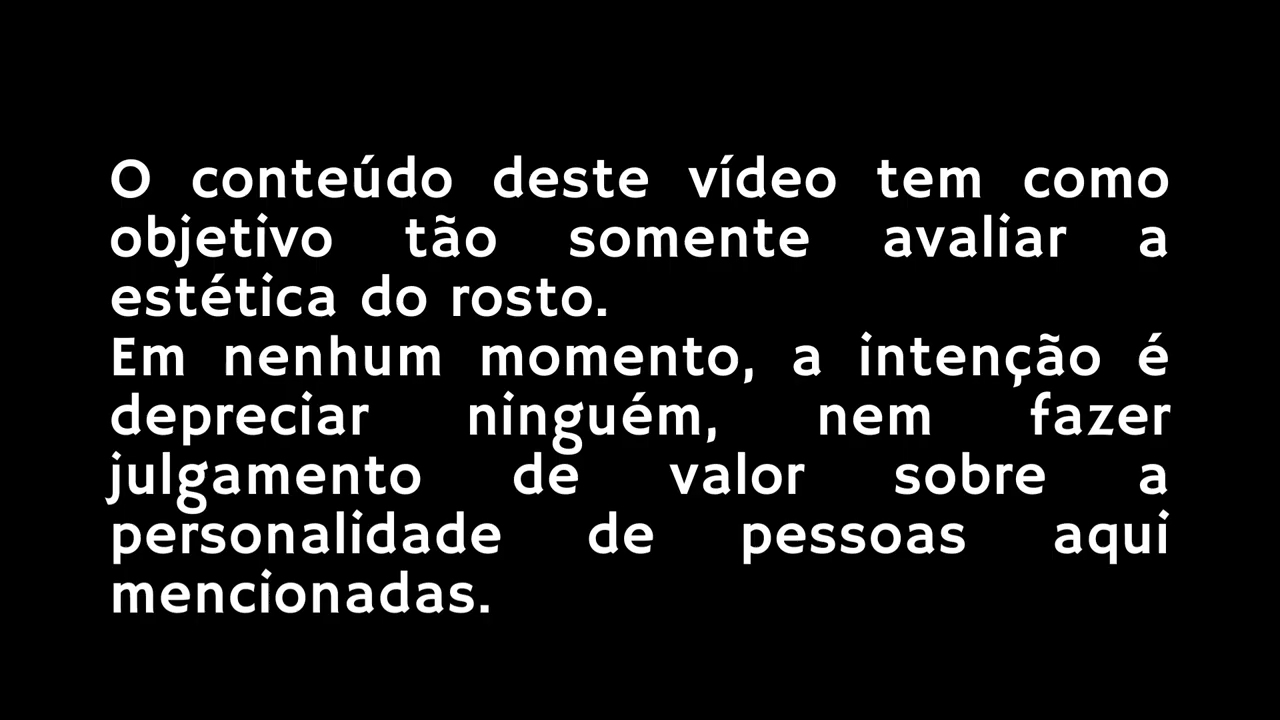 O conteúdo deste vídeo tem como
objetivo tão somente avaliar a
estética do rosto.
Em nenhum momento, a intenção é
depreciar ninguém, nem fazer
julgamento de valor sobre a
personalidade de pessoas aqui
mencionadas.